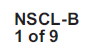 NSCL-B
1 of 9